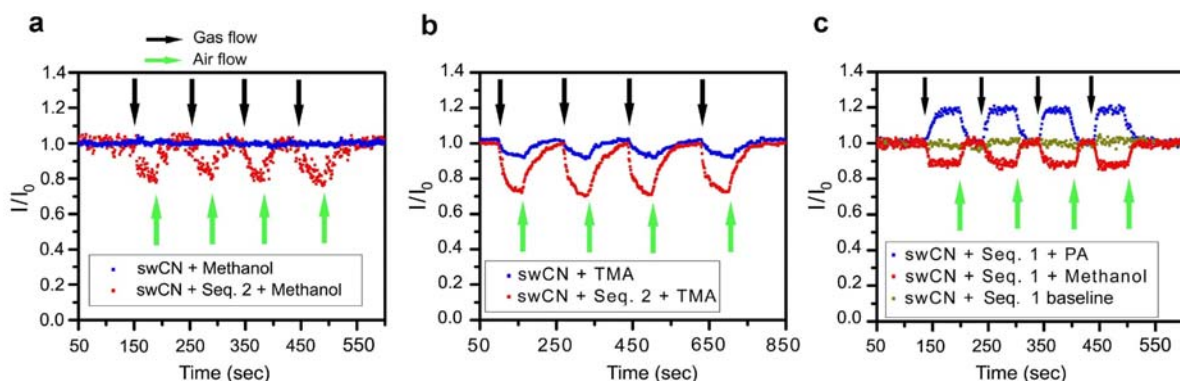 a
Gas flow
Air flow
I/I0
1.4
1.2
1.0
0.8
0.6
0.4
0.2
0.0
swCN + Methanol
swCN + Seq. 2 + Methanol
50 150 250 350 450 550
Time (sec)
b
I/I0
1.4
1.2
1.0
0.8
0.6
0.4
0.2
0.0
swCN + TMA
swCN + Seq. 2 + TMA
50 250 450 650 850
Time (sec)
c
I/I0
1.4
1.2
1.0
0.8
0.6
0.4
0.2
0.0
swCN + Seq. 1 + PA
swCN + Seq. 1 + Methanol
swCN + Seq. 1 baseline
50 150 250 350 450 550
Time (sec)